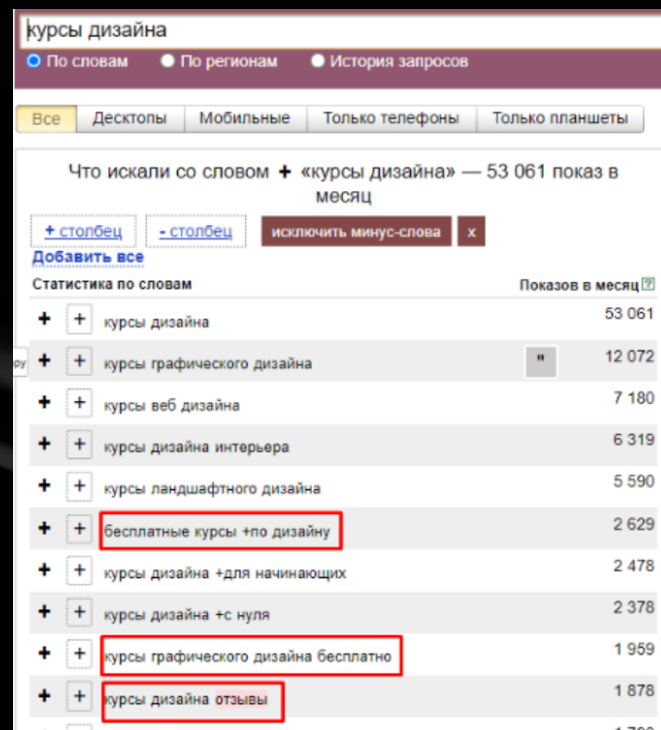 курсы дизайна
По словам По регионам История запросов
Все Десктопы Мобильные Только телефоны Только планшеты
Что искали со словом + «курсы дизайна» — 53 061 показ в
месяц
+ столбец - столбец исключить минус-слова x
Добавить все
Статистика по словам Показов в месяц ?
+ + курсы дизайна 53 061
+ + курсы графического дизайна " 12 072
+ + курсы веб дизайна 7 180
+ + курсы дизайна интерьера 6 319
+ + курсы ландшафтного дизайна 5 590
+ + бесплатные курсы +по дизайну 2 629
+ + курсы дизайна +для начинающих 2 478
+ + курсы дизайна +с нуля 2 378
+ + курсы графического дизайна бесплатно 1 959
+ + курсы дизайна отзывы 1 878